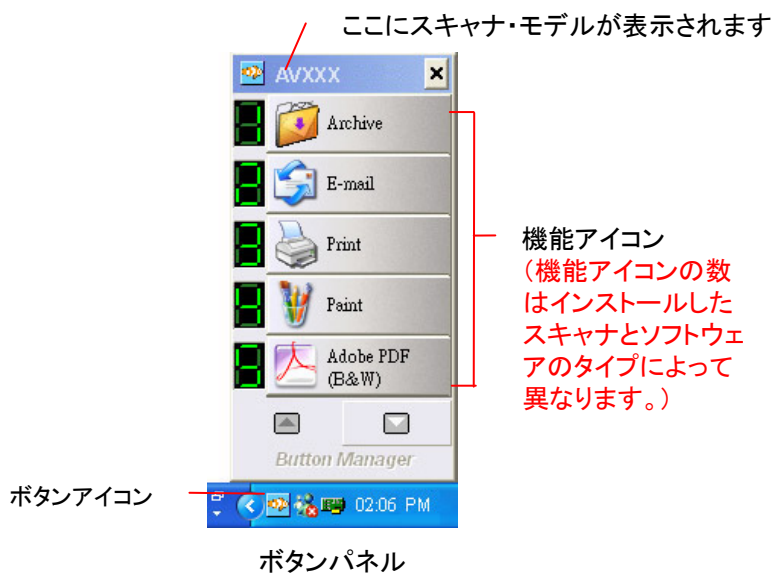 ここにスキャナ・モデルが表示されます
AVXXX
Archive
E-mail
Print
Paint
Adobe PDF
(B&W)
機能アイコン
（機能アイコンの数
はインストールした
スキャナとソフトウェ
アのタイプによって
異なります。）
Button Manager
ボタンアイコン
02:06 PM
ボタンパネル